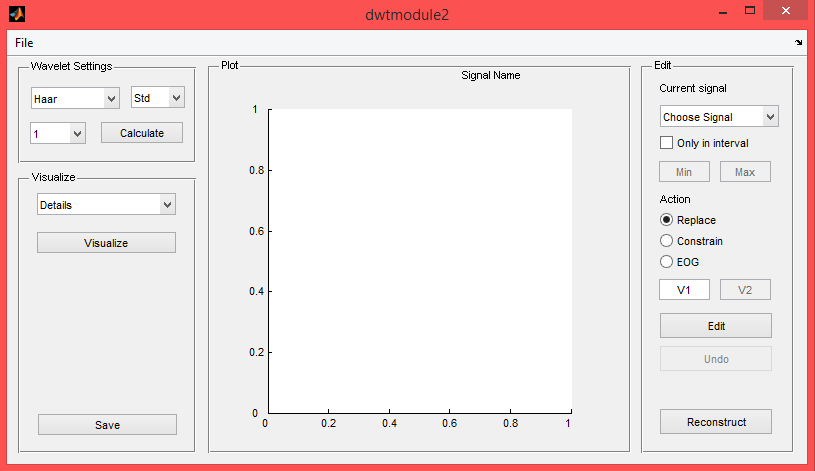 dwtmodule2
File
Wavelet Settings
Haar
Std
1
Calculate
Visualize
Details
Visualize
Save
Plot
Signal Name
1
0.8
0.6
0.4
0.2
0
0 0.2 0.4 0.6 0.8 1
Edit
Current signal
Choose Signal
Only in interval
Min Max
Action
Replace
Constrain
EOG
V1 V2
Edit
Undo
Reconstruct